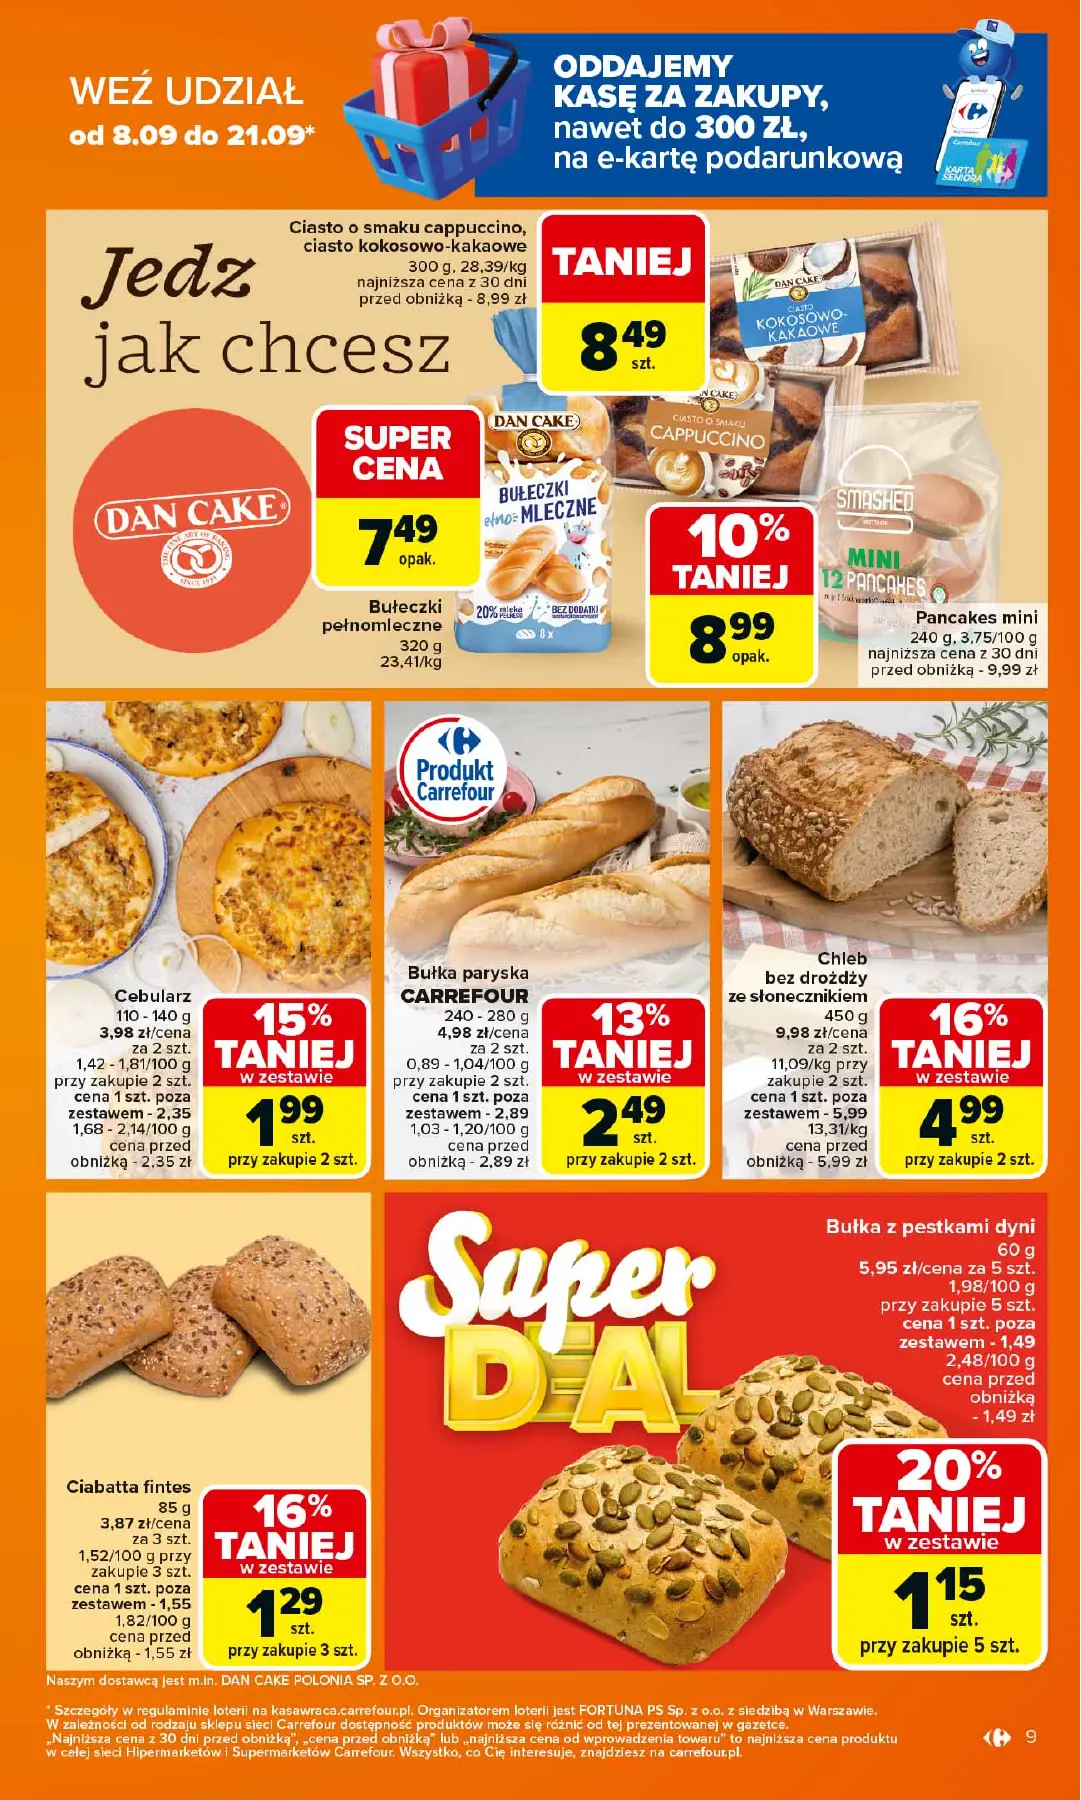 WEŹ UDZIAŁ
od 8.09 do 21.09*
ODDAJEMY
KASĘ ZA ZAKUPY,
nawet do 300 ZŁ,
na e-kartę podarunkową
Carrefour
KARTA
SENIORA
Jedz
jak chcesz
DAN CAKE®
THE FINE ART OF BAKING
SINCE 1931
Ciasto o smaku cappuccino,
ciasto kokosowo-kakaowe
300 g, 28,39/kg
najniższa cena z 30 dni
przed obniżką - 8,99 zł
TANIEJ
8 49
szt.
DAN CAKE
CIASTO
KOKOSOWO-
KAKAOWE
DAN CAKE
CIASTO O SMAKU
CAPPUCCINO
SUPER
CENA
7 49
opak.
Bułeczki
pełnomleczne
320 g
23,41/kg
DAN CAKE
BUŁECZKI
pełno-MLECZNE
20% mleka
PEŁNEGO
BEZ DODATKU
8 x
10%
TANIEJ
8 99
opak.
SMASHED
MINI
12 PANCAKES
Pancakes mini
240 g, 3,75/100 g
najniższa cena z 30 dni
przed obniżką - 9,99 zł
Cebularz
110 - 140 g
3,98 zł/cena
za 2 szt.
1,42 - 1,81/100 g
przy zakupie 2 szt.
cena 1 szt. poza
zestawem - 2,35
1,68 - 2,14/100 g
cena przed
obniżką - 2,35 zł
15%
TANIEJ
w zestawie
1 99
szt.
przy zakupie 2 szt.
Produkt
Carrefour
Bułka paryska
CARREFOUR
240 - 280 g
4,98 zł/cena
za 2 szt.
0,89 - 1,04/100 g
przy zakupie 2 szt.
cena 1 szt. poza
zestawem - 2,89
1,03 - 1,20/100 g
cena przed
obniżką - 2,89 zł
13%
TANIEJ
w zestawie
2 49
szt.
przy zakupie 2 szt.
Chleb
bez drożdży
ze słonecznikiem
450 g
9,98 zł/cena
za 2 szt.
11,09/kg przy
zakupie 2 szt.
cena 1 szt. poza
zestawem - 5,99
13,31/kg
cena przed
obniżką - 5,99 zł
16%
TANIEJ
w zestawie
4 99
szt.
przy zakupie 2 szt.
Ciabatta fintes
85 g
3,87 zł/cena
za 3 szt.
1,52/100 g przy
zakupie 3 szt.
cena 1 szt. poza
zestawem - 1,55
1,82/100 g
cena przed
obniżką - 1,55 zł
16%
TANIEJ
w zestawie
1 29
szt.
przy zakupie 3 szt.
Super
DEAL
Bułka z pestkami dyni
60 g
5,95 zł/cena za 5 szt.
1,98/100 g
przy zakupie 5 szt.
cena 1 szt. poza
zestawem - 1,49
2,48/100 g
cena przed
obniżką
- 1,49 zł
20%
TANIEJ
w zestawie
1 15
szt.
przy zakupie 5 szt.
Naszym dostawcą jest m.in. DAN CAKE POLONIA SP. Z O.O.
* Szczegóły w regulaminie loterii na kasawraca.carrefour.pl. Organizatorem loterii jest FORTUNA PS Sp. z o.o. z siedzibą w Warszawie.
W zależności od rodzaju sklepu sieci Carrefour dostępność produktów może się różnić od tej prezentowanej w gazetce.
„Najniższa cena z 30 dni przed obniżką”, „cena przed obniżką” lub „najniższa cena od wprowadzenia towaru” to najniższa cena produktu
w całej sieci Hipermarketów i Supermarketów Carrefour. Wszystko, co Cię interesuje, znajdziesz na carrefour.pl.
9